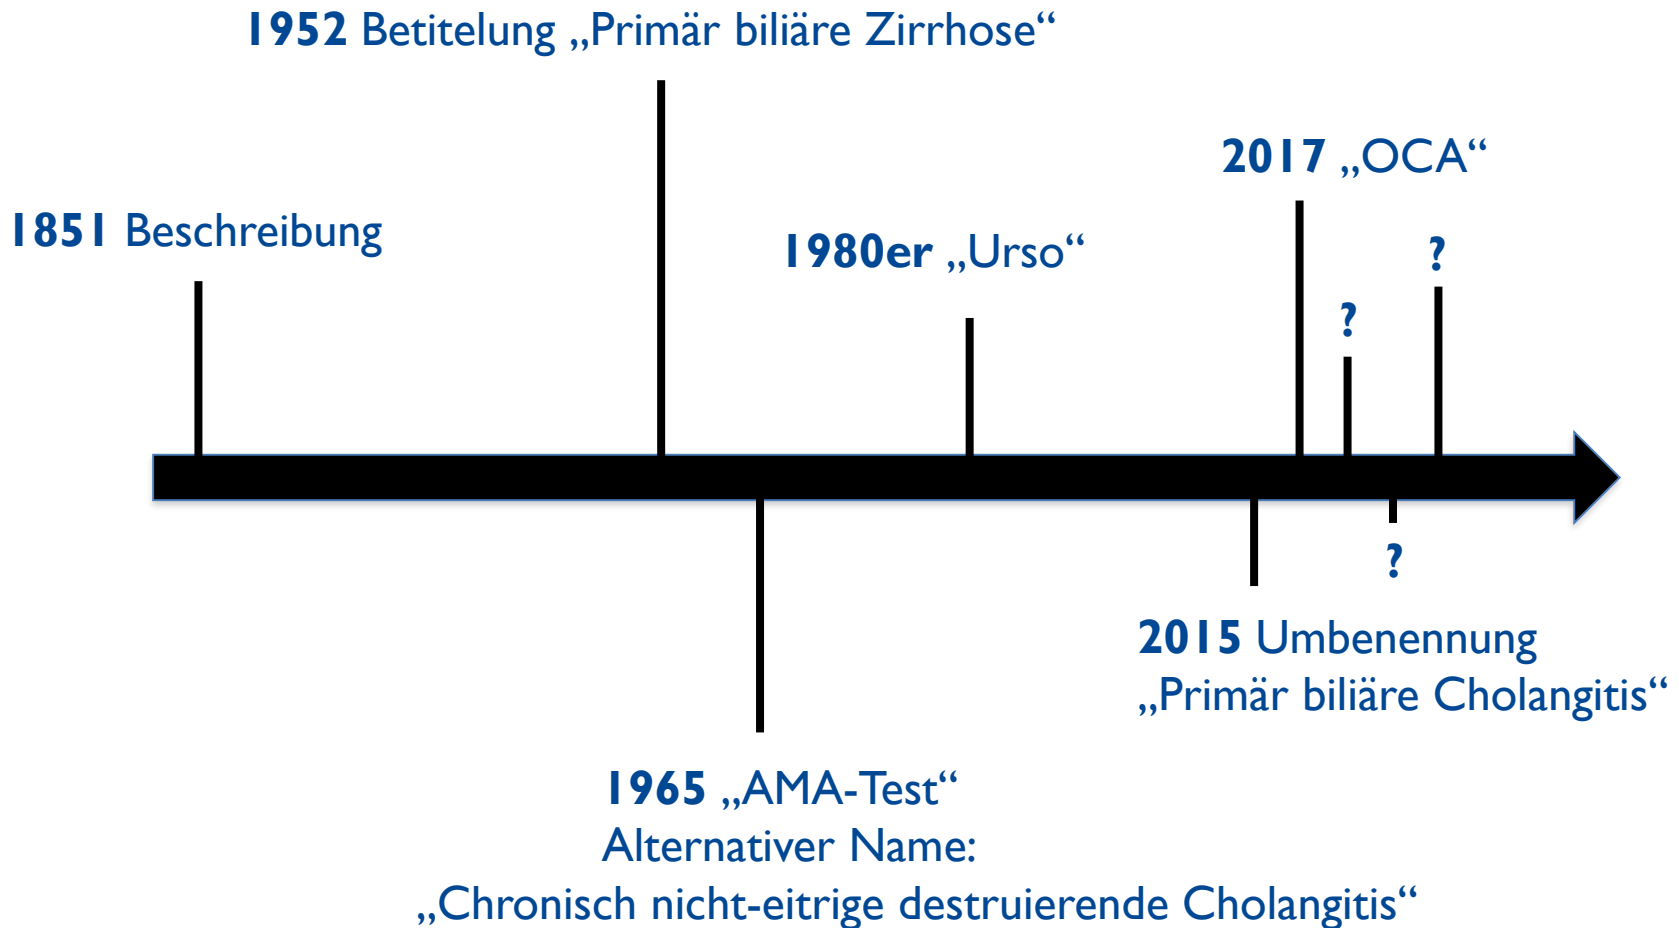 1952 Betitelung „Primär biliäre Zirrhose“
2017 „OCA“
1851 Beschreibung
1980er „Urso“
?
?
?
2015 Umbenennung
„Primär biliäre Cholangitis“
1965 „AMA-Test“
Alternativer Name:
„Chronisch nicht-eitrige destruierende Cholangitis“